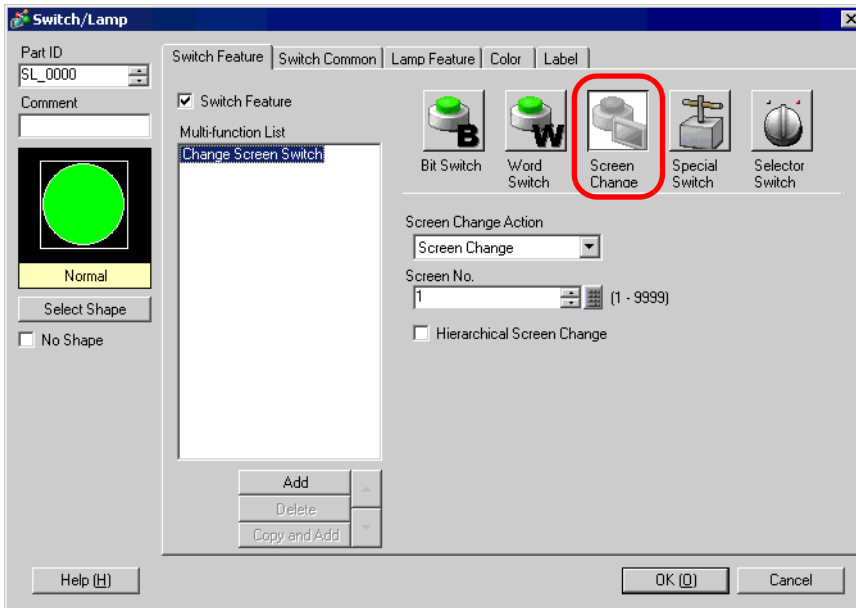 Switch/Lamp
Part ID
SL_0000
Comment
Normal
Select Shape
No Shape
Switch Feature
Switch Common
Lamp Feature
Color
Label
Switch Feature
Multi-function List
Change Screen Switch
Add
Delete
Copy and Add
B
Bit Switch
W
Word
Switch
Screen
Change
Special
Switch
Selector
Switch
Screen Change Action
Screen Change
Screen No.
1
(1 - 9999)
Hierarchical Screen Change
Help (H)
OK (O)
Cancel